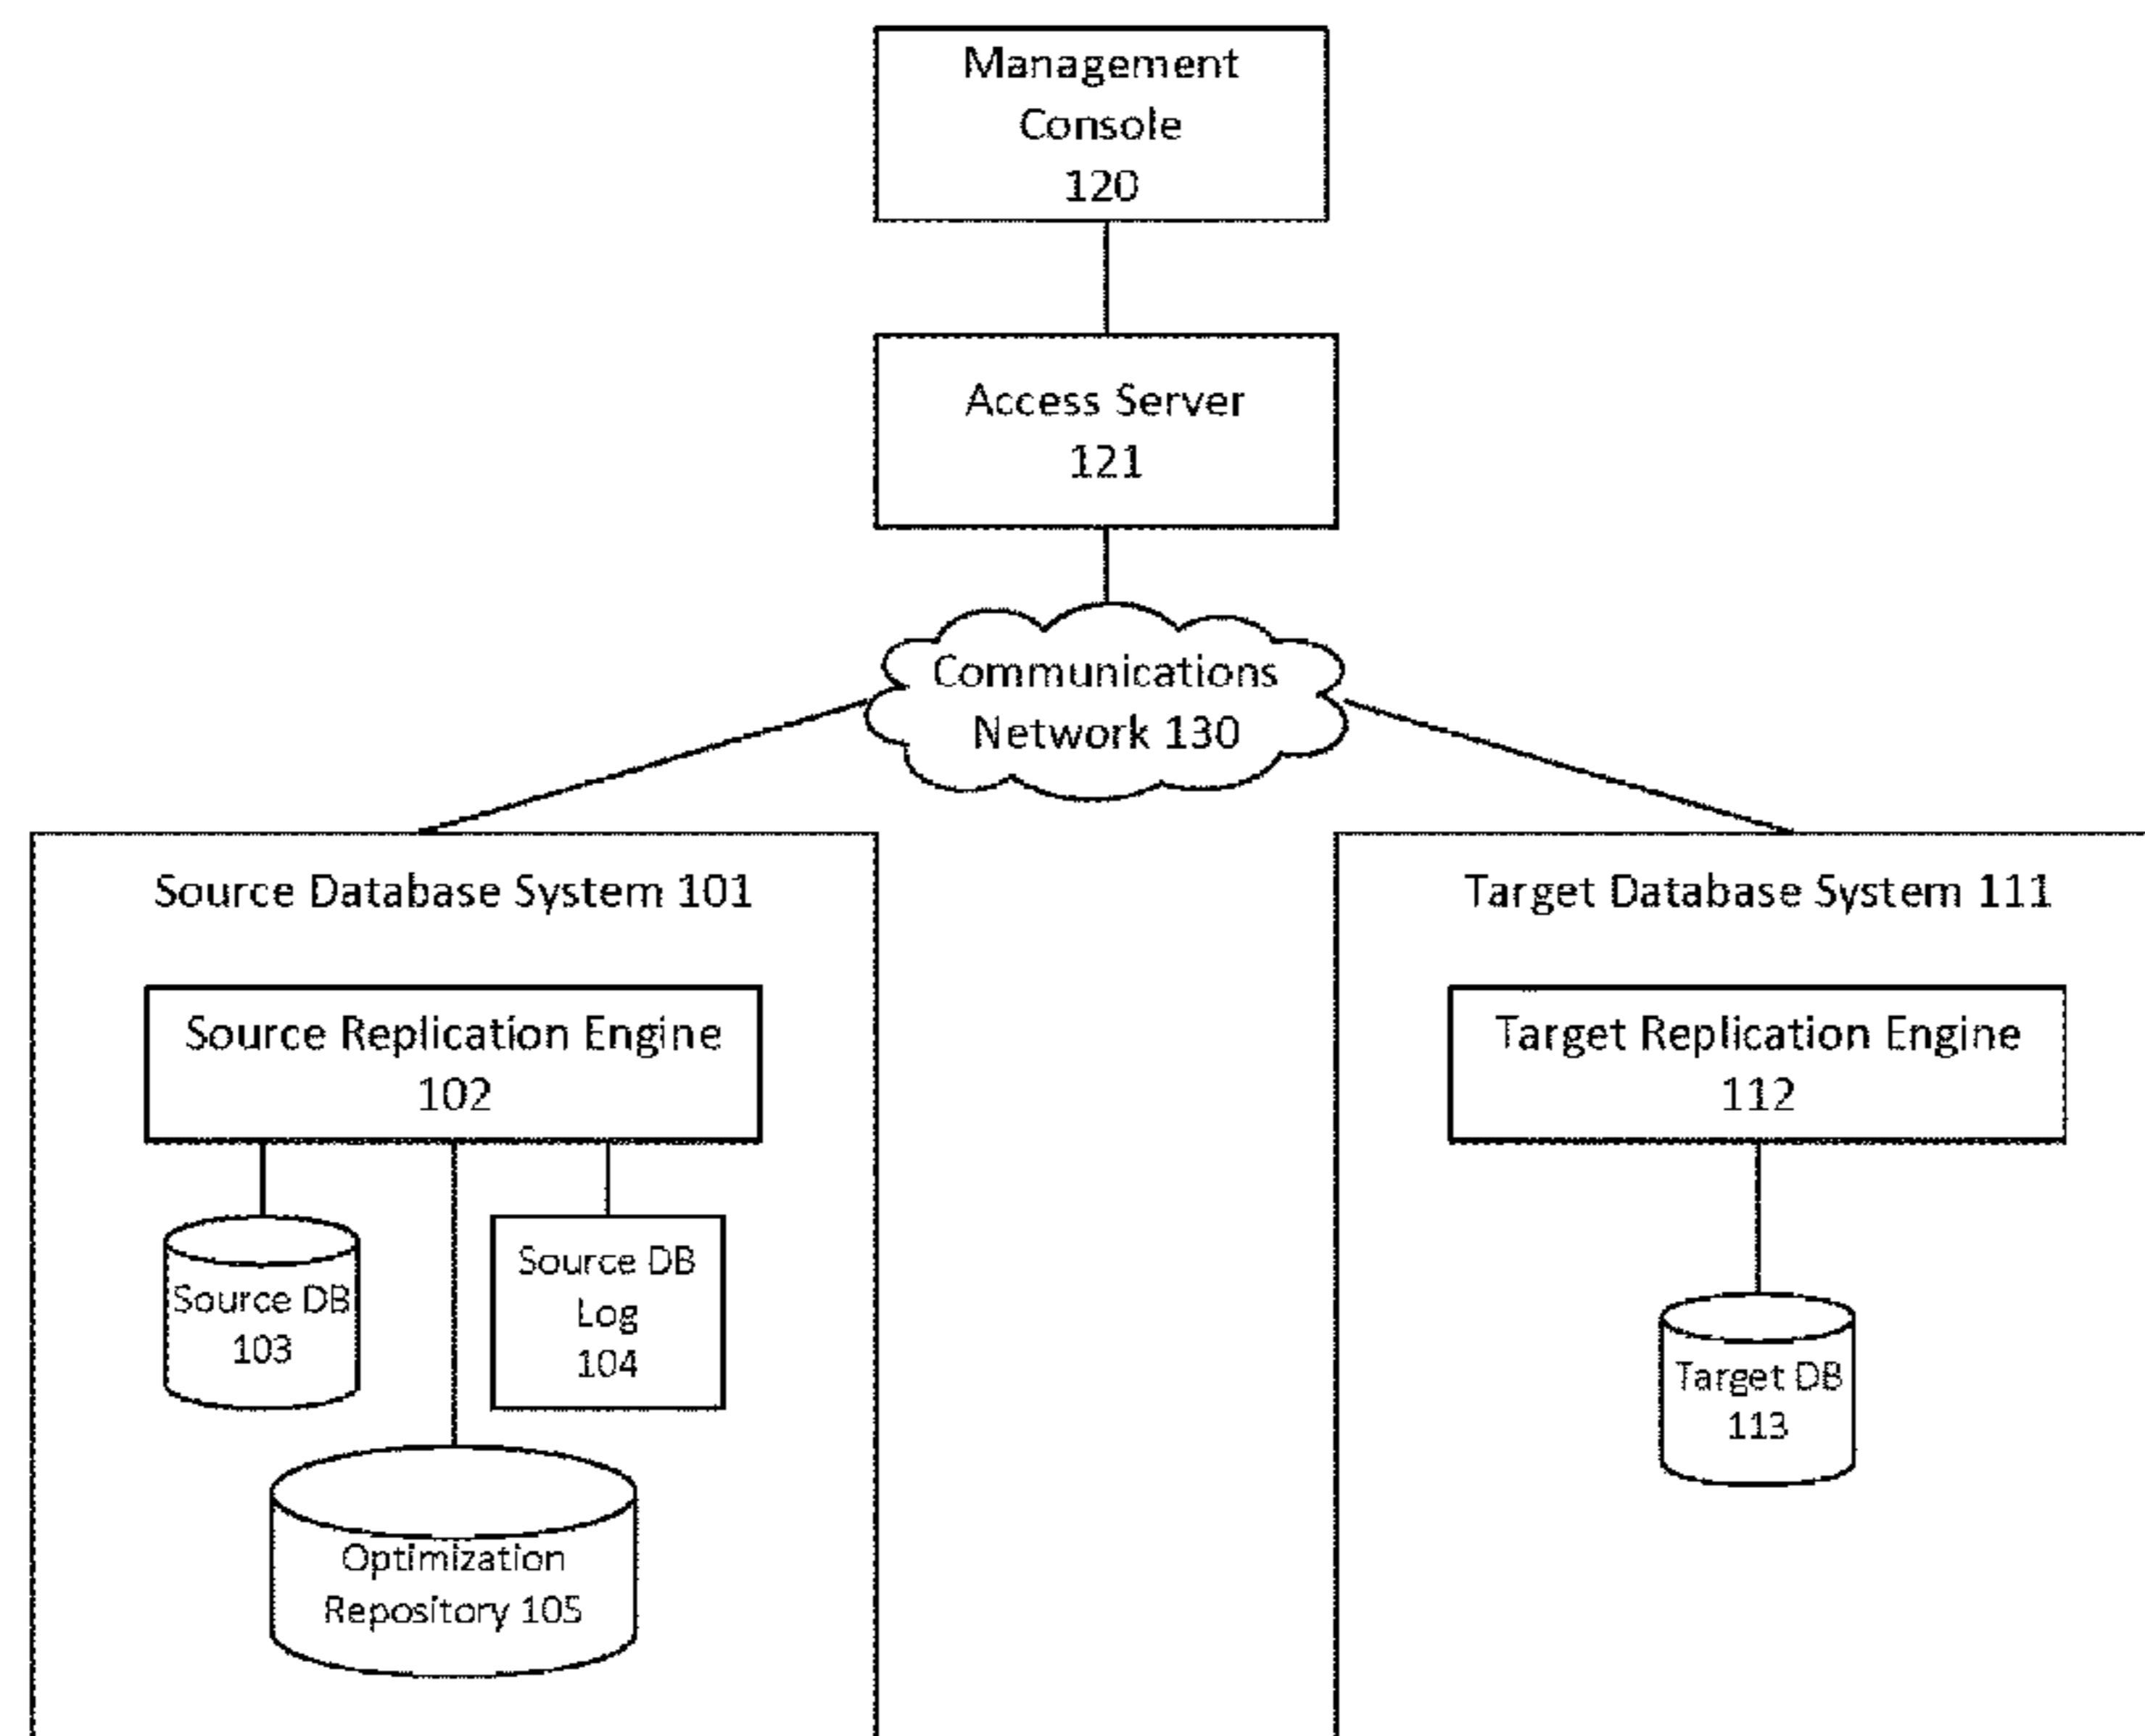 Management
Console
120
Access Server
121
Communications
Network 130
Source Database System 101
Source Replication Engine
102
Source DB
103
Source DB
Log
104
Optimization
Repository 105
Target Database System 111
Target Replication Engine
112
Target DB
113